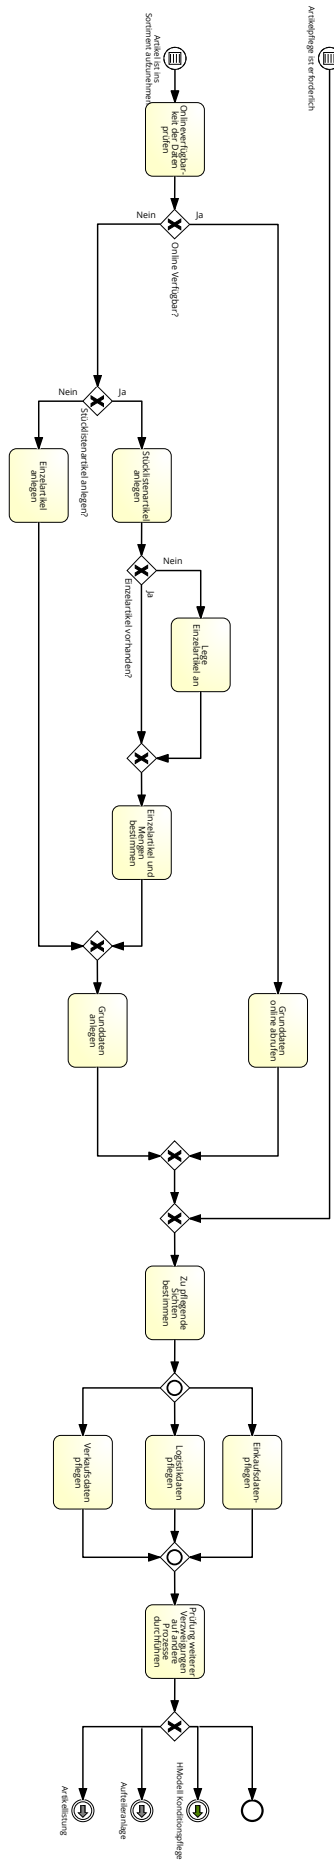 Artikelpflege ist erforderlich
Artikel ist ins
Sortiment aufzunehmen
Onlineverfügbar-
keit der Daten
prüfen
Nein
Ja
Online Verfügbar?
Nein
Ja
Stücklistenartikel anlegen?
Einzelartikel
anlegen
Stücklistenartikel
anlegen
Nein
Ja
Einzelartikel vorhanden?
Lege
Einzelartikel an
Einzelartikel und
Mengen
bestimmen
Grunddaten
anlegen
Grunddaten
online abrufen
Zu pflegende
Sichten
bestimmen
Verkaufsdaten
pflegen
Logistikdaten
pflegen
Einkaufsdaten-
pflegen
Prüfung weiterer
Verzweigungen
auf andere
Prozesse
durchführen
Artikellistung
Aufteileranlage
HModell Konditionspflege